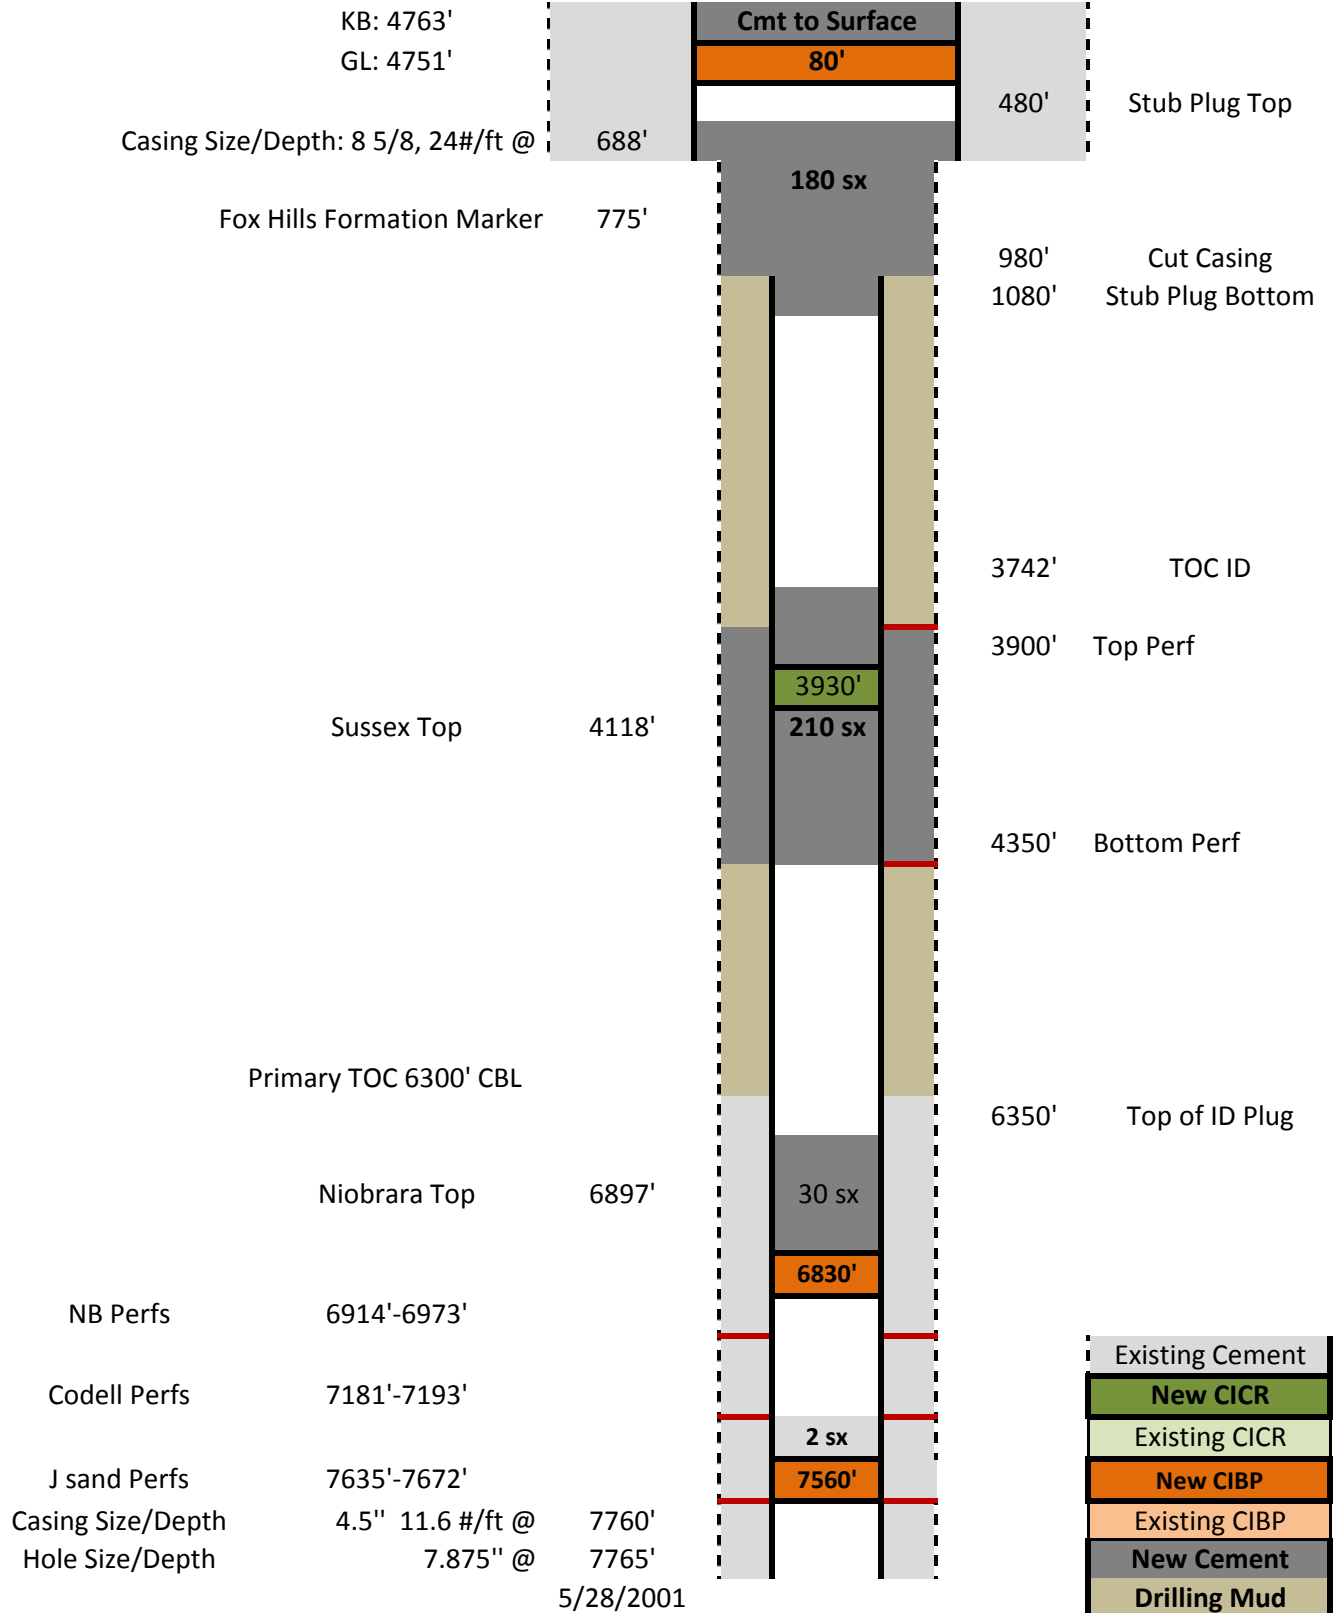 KB: 4763' Cmt to Surface
GL: 4751' 80'
480' Stub Plug Top
Casing Size/Depth: 8 5/8, 24#/ft @ 688'
180 sx
Fox Hills Formation Marker 775'
980' Cut Casing
1080' Stub Plug Bottom
3742' TOC ID
3900' Top Perf
3930'
Sussex Top 4118' 210 sx
4350' Bottom Perf
Primary TOC 6300' CBL
6350' Top of ID Plug
Niobrara Top 6897' 30 sx
6830'
NB Perfs 6914'-6973'
Existing Cement
Codell Perfs 7181'-7193' New CICR
2 sx Existing CICR
J sand Perfs 7635'-7672' 7560' New CIBP
Casing Size/Depth 4.5'' 11.6 #/ft @ 7760' Existing CIBP
Hole Size/Depth 7.875'' @ 7765' New Cement
5/28/2001 Drilling Mud